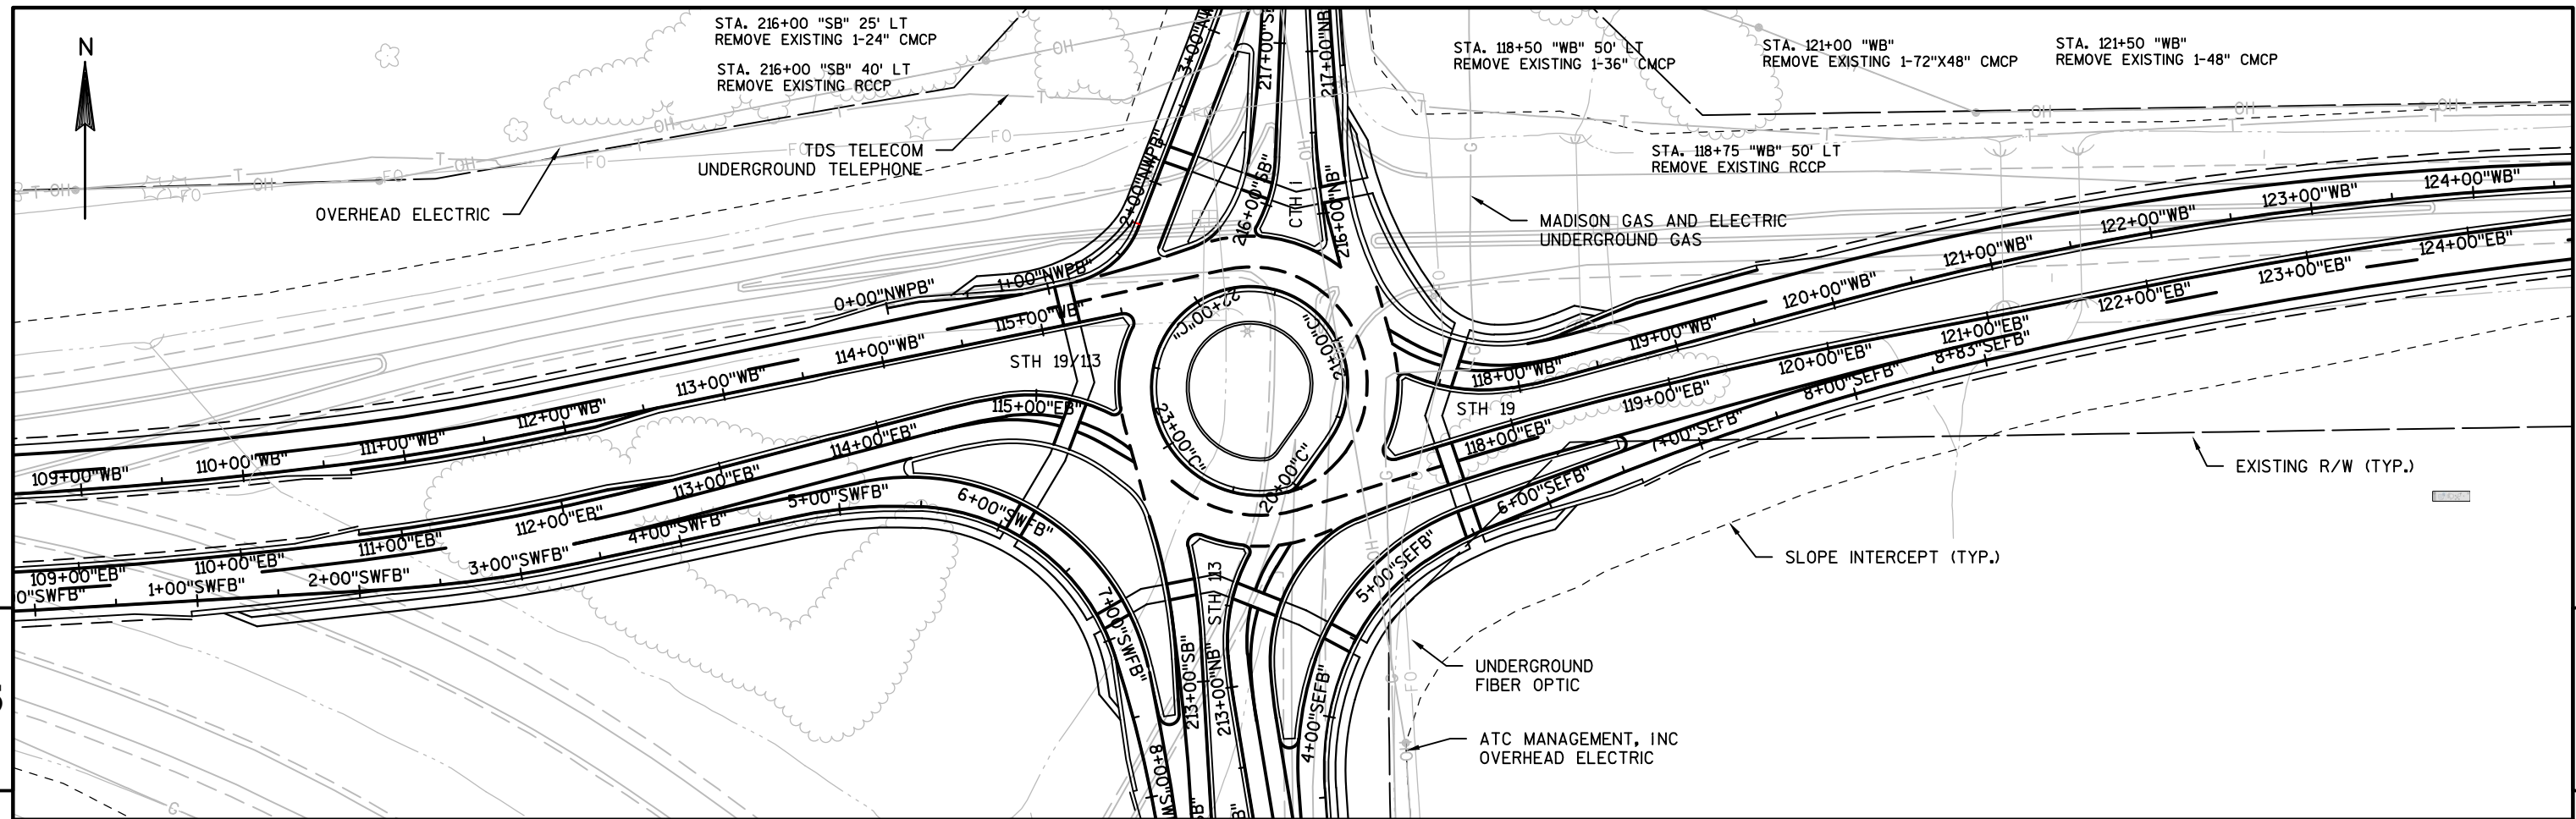 STA. 216+00 "SB" 25' LT
REMOVE EXISTING 1-24" CMCP
STA. 216+00 "SB" 40' LT
REMOVE EXISTING RCCP
STA. 118+50 "WB" 50' LT
REMOVE EXISTING 1-36" CMCP
STA. 121+00 "WB"
REMOVE EXISTING 1-72"X48" CMCP
STA. 121+50 "WB"
REMOVE EXISTING 1-48" CMCP
N
STA. 118+75 "WB" 50' LT
REMOVE EXISTING RCCP
TDS TELECOM
UNDERGROUND TELEPHONE
OVERHEAD ELECTRIC
MADISON GAS AND ELECTRIC
UNDERGROUND GAS
217+00"NB"
2+00"NWPB"
216+00"SB"
CTH I
216+00"NB"
0+00"NWPB"
1+00"NWPB"
109+00"WB"
110+00"WB"
111+00"WB"
112+00"WB"
113+00"WB"
114+00"WB"
115+00"WB"
118+00"WB"
119+00"WB"
120+00"WB"
121+00"WB"
122+00"WB"
123+00"WB"
124+00"WB"
STH 19/113
STH 19
22+00"C"
21+00"C"
23+00"C"
20+00"C"
109+00"EB"
110+00"EB"
111+00"EB"
112+00"EB"
113+00"EB"
114+00"EB"
115+00"EB"
118+00"EB"
119+00"EB"
120+00"EB"
121+00"EB"
122+00"EB"
123+00"EB"
124+00"EB"
0"SWFB"
1+00"SWFB"
2+00"SWFB"
3+00"SWFB"
4+00"SWFB"
5+00"SWFB"
6+00"SWFB"
7+00"SWFB"
8+00"SW
4+00"SEFB"
5+00"SEFB"
6+00"SEFB"
7+00"SEFB"
8+00"SEFB"
8+83"SEFB"
STH 113
213+00"SB"
213+00"NB"
EXISTING R/W (TYP.)
SLOPE INTERCEPT (TYP.)
UNDERGROUND
FIBER OPTIC
ATC MANAGEMENT, INC
OVERHEAD ELECTRIC